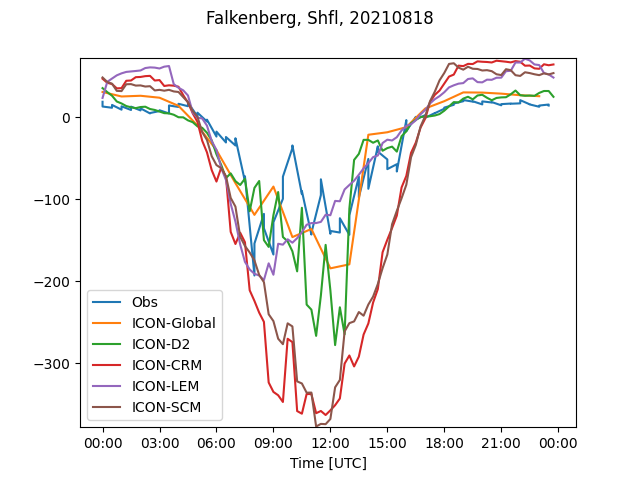 Falkenberg, Shfl, 20210818
0
−100
−200
−300
Obs
ICON-Global
ICON-D2
ICON-CRM
ICON-LEM
ICON-SCM
00:00 03:00 06:00 09:00 12:00 15:00 18:00 21:00 00:00
Time [UTC]